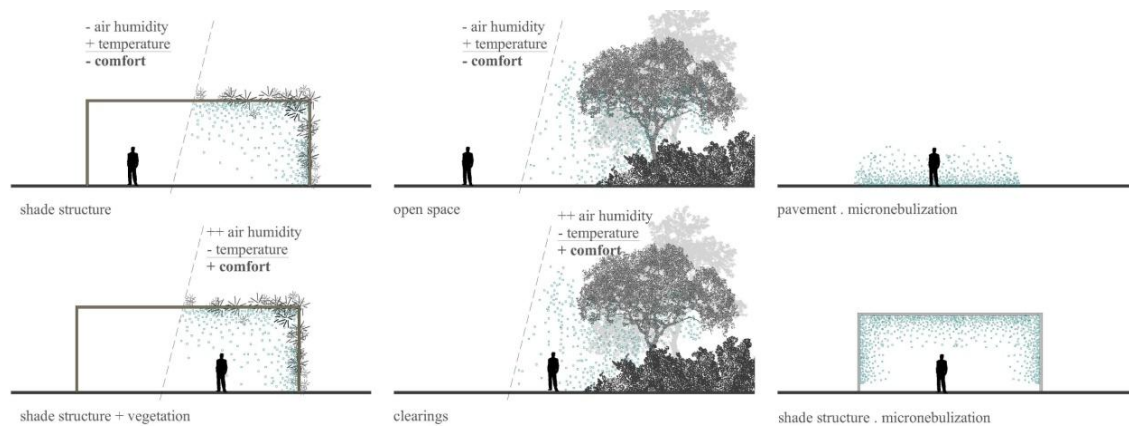 - air humidity
+ temperature
- comfort
shade structure
- air humidity
+ temperature
- comfort
open space
pavement . micronebulization
++ air humidity
- temperature
+ comfort
shade structure + vegetation
++ air humidity
- temperature
+ comfort
clearings
shade structure . micronebulization